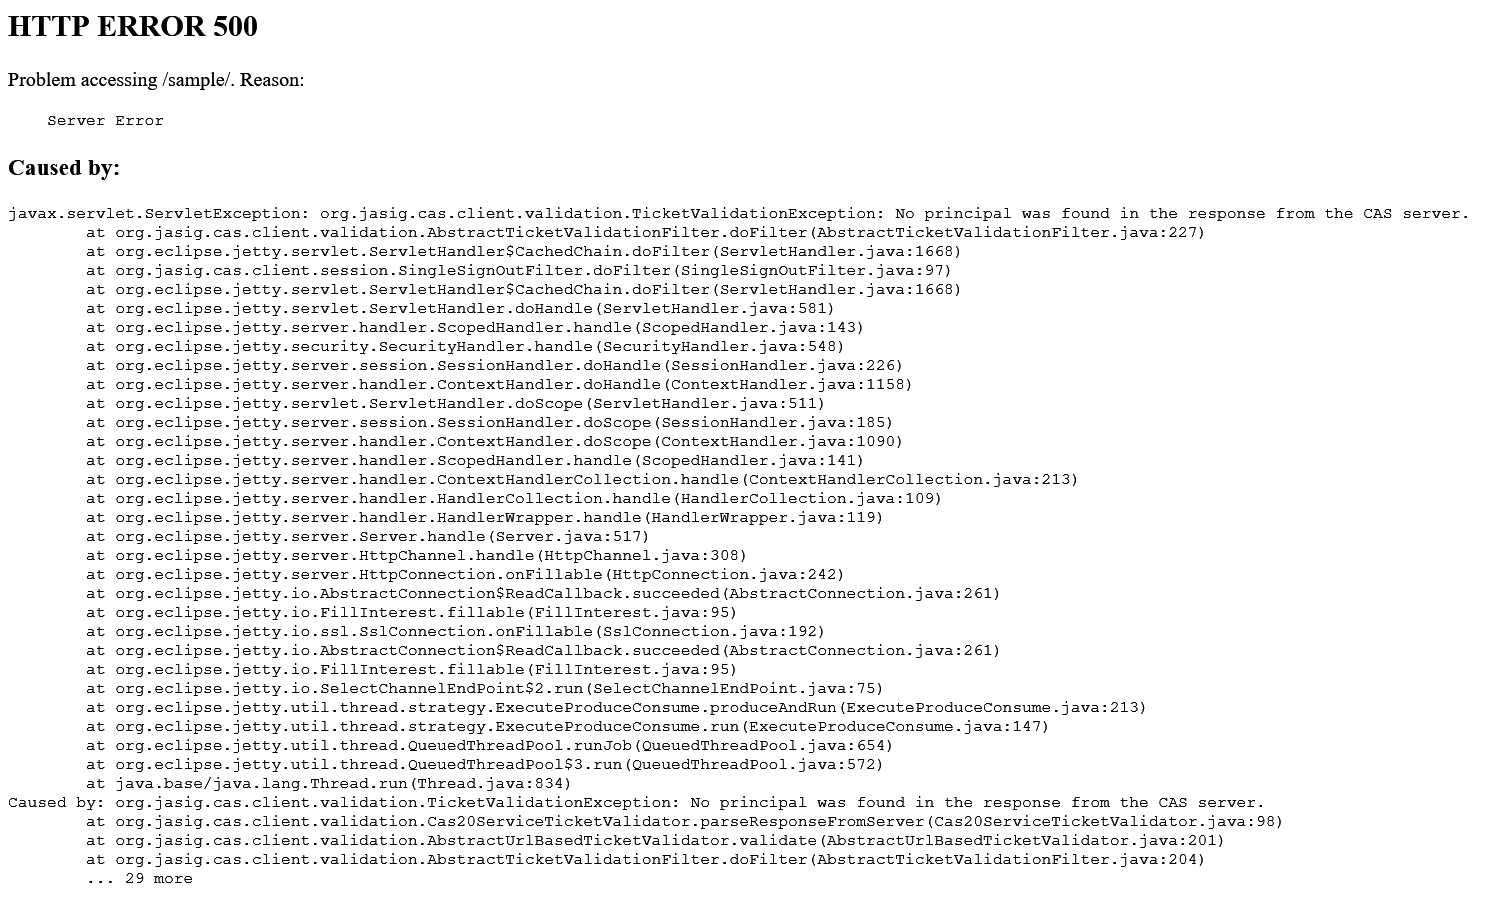 HTTP ERROR 500
Problem accessing /sample/. Reason:
Server Error
Caused by:
javax.servlet.ServletException: org.jasig.cas.client.validation.TicketValidationException: No principal was found in the response from the CAS server.
at org.jasig.cas.client.validation.AbstractTicketValidationFilter.doFilter(AbstractTicketValidationFilter.java:227)
at org.eclipse.jetty.servlet.ServletHandler$CachedChain.doFilter(ServletHandler.java:1668)
at org.jasig.cas.client.session.SingleSignOutFilter.doFilter(SingleSignOutFilter.java:97)
at org.eclipse.jetty.servlet.ServletHandler$CachedChain.doFilter(ServletHandler.java:1668)
at org.eclipse.jetty.servlet.ServletHandler.doHandle(ServletHandler.java:581)
at org.eclipse.jetty.server.handler.ScopedHandler.handle(ScopedHandler.java:143)
at org.eclipse.jetty.security.SecurityHandler.handle(SecurityHandler.java:548)
at org.eclipse.jetty.server.session.SessionHandler.doHandle(SessionHandler.java:226)
at org.eclipse.jetty.server.handler.ContextHandler.doHandle(ContextHandler.java:1158)
at org.eclipse.jetty.servlet.ServletHandler.doScope(ServletHandler.java:511)
at org.eclipse.jetty.server.session.SessionHandler.doScope(SessionHandler.java:185)
at org.eclipse.jetty.server.handler.ContextHandler.doScope(ContextHandler.java:1090)
at org.eclipse.jetty.server.handler.ScopedHandler.handle(ScopedHandler.java:141)
at org.eclipse.jetty.server.handler.ContextHandlerCollection.handle(ContextHandlerCollection.java:213)
at org.eclipse.jetty.server.handler.HandlerCollection.handle(HandlerCollection.java:109)
at org.eclipse.jetty.server.handler.HandlerWrapper.handle(HandlerWrapper.java:119)
at org.eclipse.jetty.server.Server.handle(Server.java:517)
at org.eclipse.jetty.server.HttpChannel.handle(HttpChannel.java:308)
at org.eclipse.jetty.server.HttpConnection.onFillable(HttpConnection.java:242)
at org.eclipse.jetty.io.AbstractConnection$ReadCallback.succeeded(AbstractConnection.java:261)
at org.eclipse.jetty.io.FillInterest.fillable(FillInterest.java:95)
at org.eclipse.jetty.io.ssl.SslConnection.onFillable(SslConnection.java:192)
at org.eclipse.jetty.io.AbstractConnection$ReadCallback.succeeded(AbstractConnection.java:261)
at org.eclipse.jetty.io.FillInterest.fillable(FillInterest.java:95)
at org.eclipse.jetty.io.SelectChannelEndPoint$2.run(SelectChannelEndPoint.java:75)
at org.eclipse.jetty.util.thread.strategy.ExecuteProduceConsume.produceAndRun(ExecuteProduceConsume.java:213)
at org.eclipse.jetty.util.thread.strategy.ExecuteProduceConsume.run(ExecuteProduceConsume.java:147)
at org.eclipse.jetty.util.thread.QueuedThreadPool.runJob(QueuedThreadPool.java:654)
at org.eclipse.jetty.util.thread.QueuedThreadPool$3.run(QueuedThreadPool.java:572)
at java.base/java.lang.Thread.run(Thread.java:834)
Caused by: org.jasig.cas.client.validation.TicketValidationException: No principal was found in the response from the CAS server.
at org.jasig.cas.client.validation.Cas20ServiceTicketValidator.parseResponseFromServer(Cas20ServiceTicketValidator.java:98)
at org.jasig.cas.client.validation.AbstractUrlBasedTicketValidator.validate(AbstractUrlBasedTicketValidator.java:201)
at org.jasig.cas.client.validation.AbstractTicketValidationFilter.doFilter(AbstractTicketValidationFilter.java:204)
... 29 more